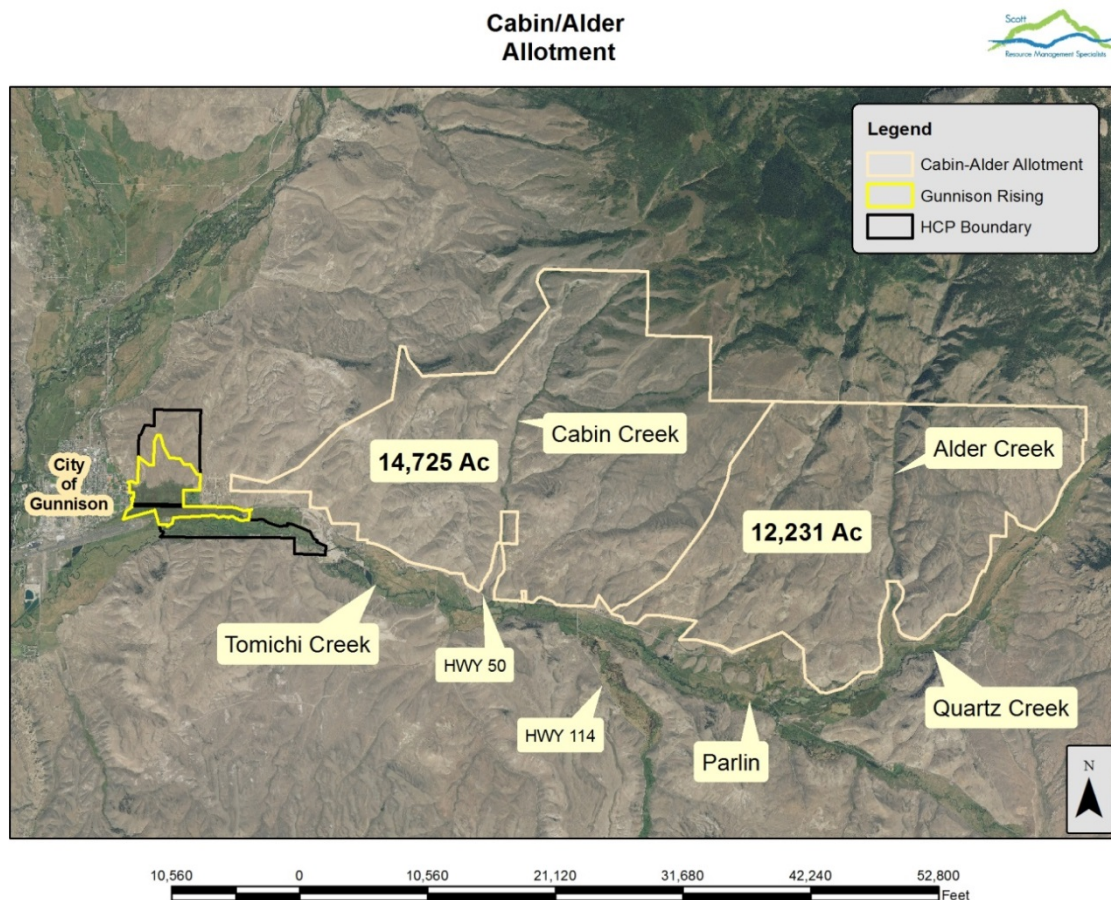 Cabin/Alder
Allotment
Scott
Resource Management Specialists
Legend
Cabin-Alder Allotment
Gunnison Rising
HCP Boundary
Cabin Creek
Alder Creek
14,725 Ac
City
of
Gunnison
12,231 Ac
Tomichi Creek
HWY 50
Quartz Creek
HWY 114
Parlin
N
10,560 0 10,560 21,120 31,680 42,240 52,800
Feet